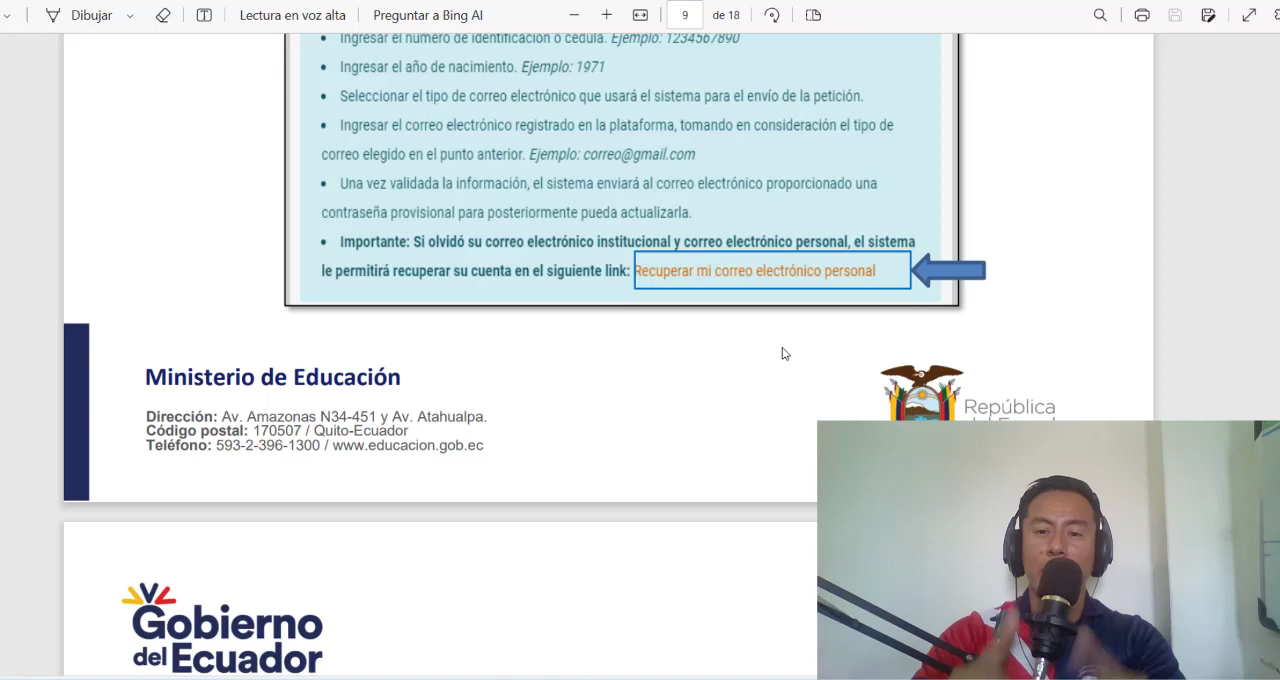 Dibujar
Lectura en voz alta
Preguntar a Bing AI
9
de 18
Ingresar el número de identificación o cédula. Ejemplo: 1234567890
• Ingresar el año de nacimiento. Ejemplo: 1971
• Seleccionar el tipo de correo electrónico que usará el sistema para el envío de la petición.
• Ingresar el correo electrónico registrado en la plataforma, tomando en consideración el tipo de
correo elegido en el punto anterior. Ejemplo: correo@gmail.com
• Una vez validada la información, el sistema enviará al correo electrónico proporcionado una
contraseña provisional para posteriormente pueda actualizarla.
• Importante: Si olvidó su correo electrónico institucional y correo electrónico personal, el sistema
le permitirá recuperar su cuenta en el siguiente link: Recuperar mi correo electrónico personal
Ministerio de Educación
Dirección: Av. Amazonas N34-451 y Av. Atahualpa.
Código postal: 170507 / Quito-Ecuador
Teléfono: 593-2-396-1300 / www.educacion.gob.ec
República
Gobierno
del Ecuador